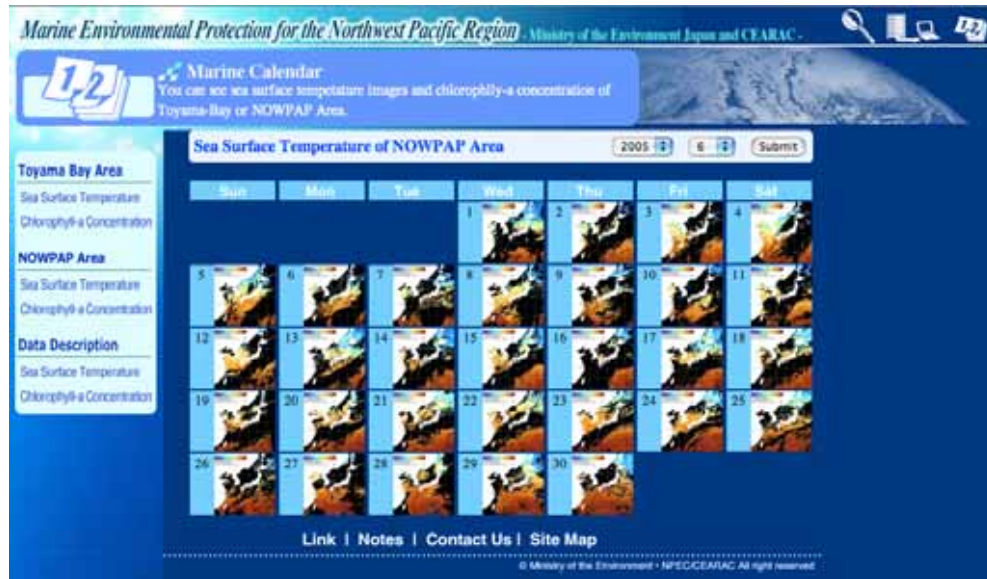 Marine Environmental Protection for the Northwest Pacific Region - Ministry of the Environment Japan and CEARAC -
1-2
1-2
Marine Calendar
You can see sea surface tempetature images and chlorophlly-a concentration of
Toyama-Bay or NOWPAP Area.
Sea Surface Temperature of NOWPAP Area
2005
6
Submit
Toyama Bay Area
Sea Surface Temperature
Chlorophyll-a Concentration
NOWPAP Area
Sea Surface Temperature
Chlorophyll-a Concentration
Data Description
Sea Surface Temperature
Chlorophyll-a Concentration
Sun Mon Tue Wed Thu Fri Sat
1 2 3 4
5 6 7 8 9 10 11
12 13 14 15 16 17 18
19 20 21 22 23 24 25
26 27 28 29 30
Link | Notes | Contact Us | Site Map
© Ministry of the Environment • NPEC/CEARAC All right reserved